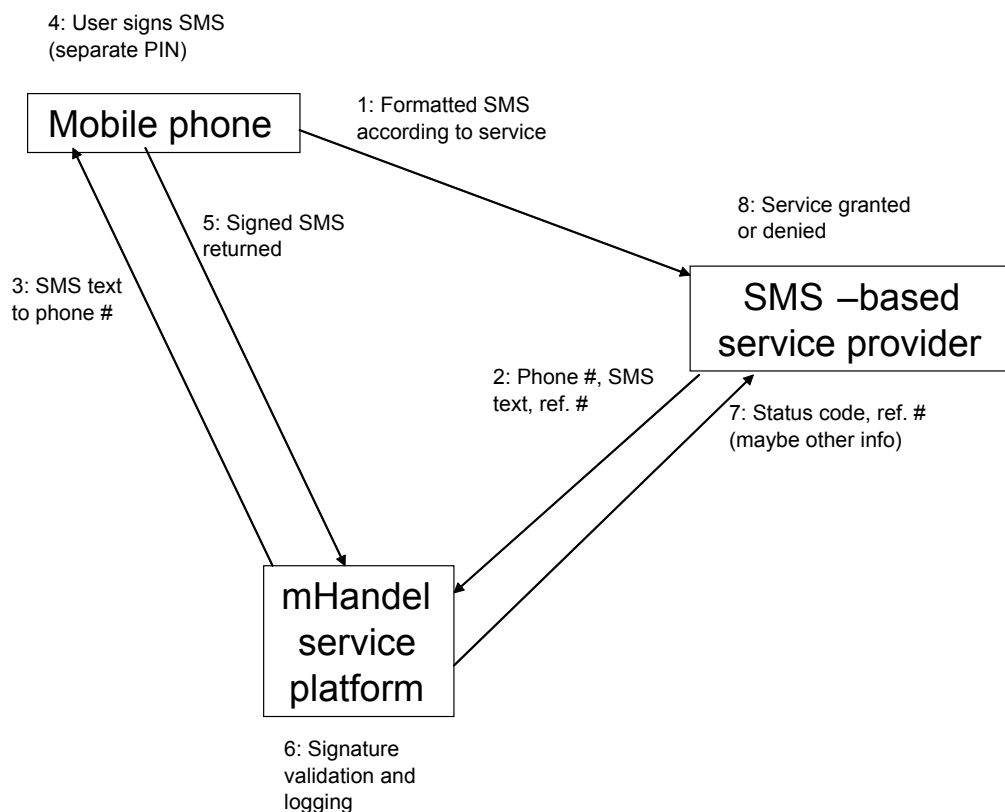 4: User signs SMS
(separate PIN)
Mobile phone
1: Formatted SMS
according to service
5: Signed SMS
returned
8: Service granted
or denied
3: SMS text
to phone #
SMS –based
service provider
2: Phone #, SMS
text, ref. #
7: Status code, ref. #
(maybe other info)
mHandel
service
platform
6: Signature
validation and
logging